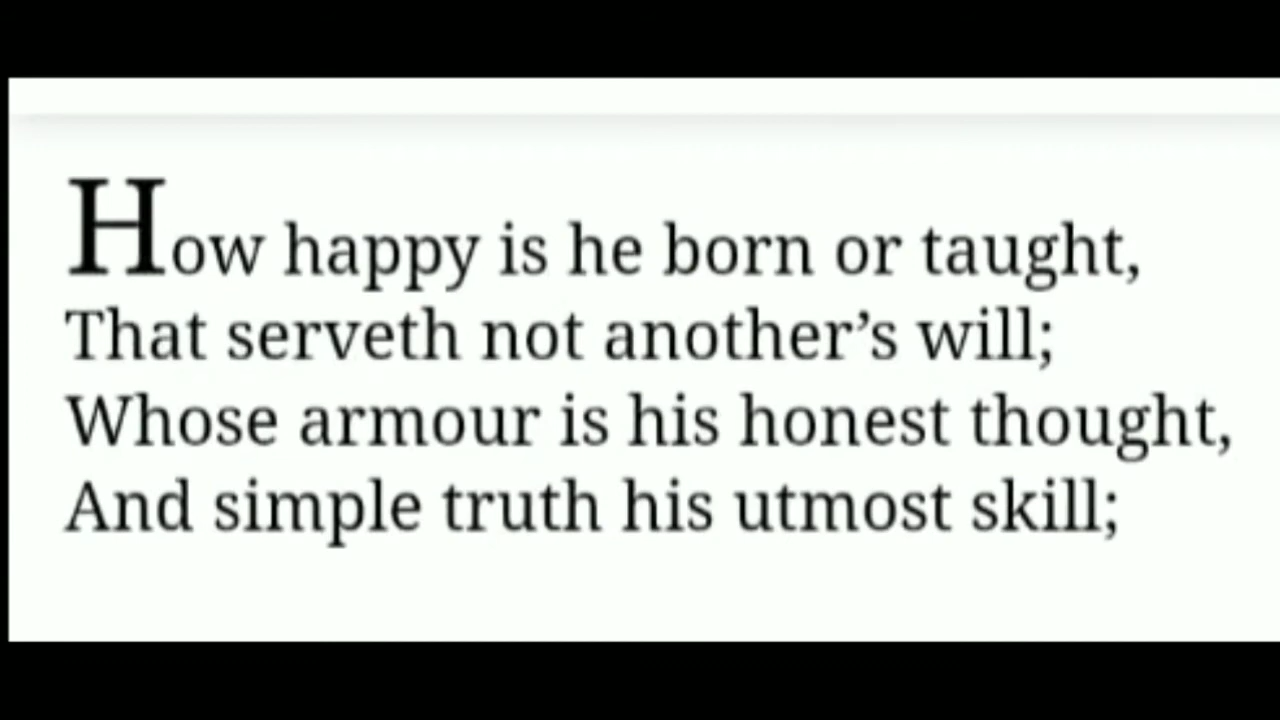 How happy is he born or taught,
That serveth not another’s will;
Whose armour is his honest thought,
And simple truth his utmost skill;